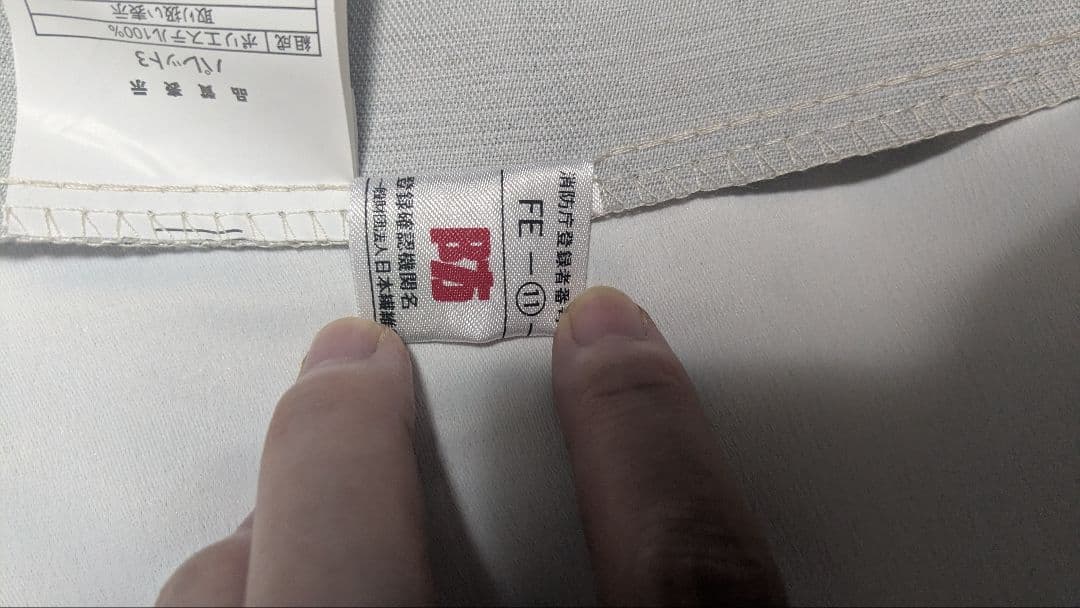 品質表示
パレット3
組成 ポリエステル100%
取り扱い表示
消防庁登録者番
FE-⑪-
防
登録確認機関名
一般財団法人日本繊維